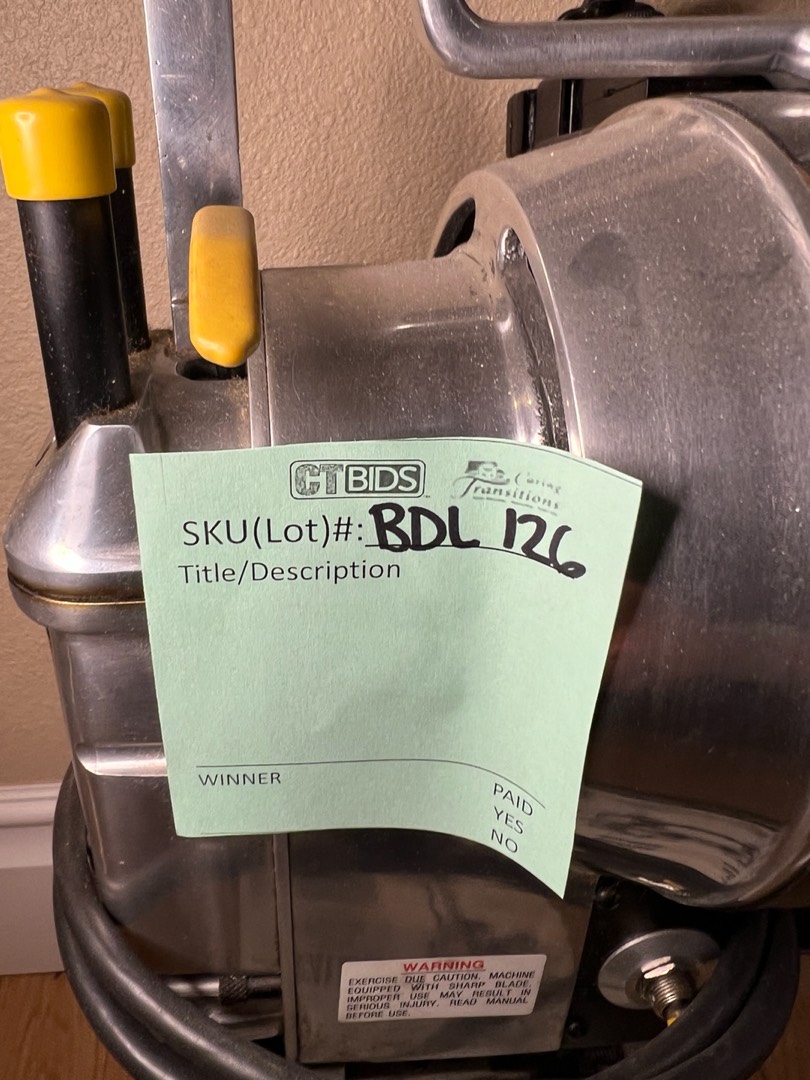 CTBIDS
Caring
Transitions
SKU(Lot)#: BDL 126
Title/Description
WINNER
PAID
YES
NO
WARNING
EXERCISE DUE CAUTION. MACHINE
EQUIPPED WITH SHARP BLADE.
IMPROPER USE MAY RESULT IN
SERIOUS INJURY. READ MANUAL
BEFORE USE.